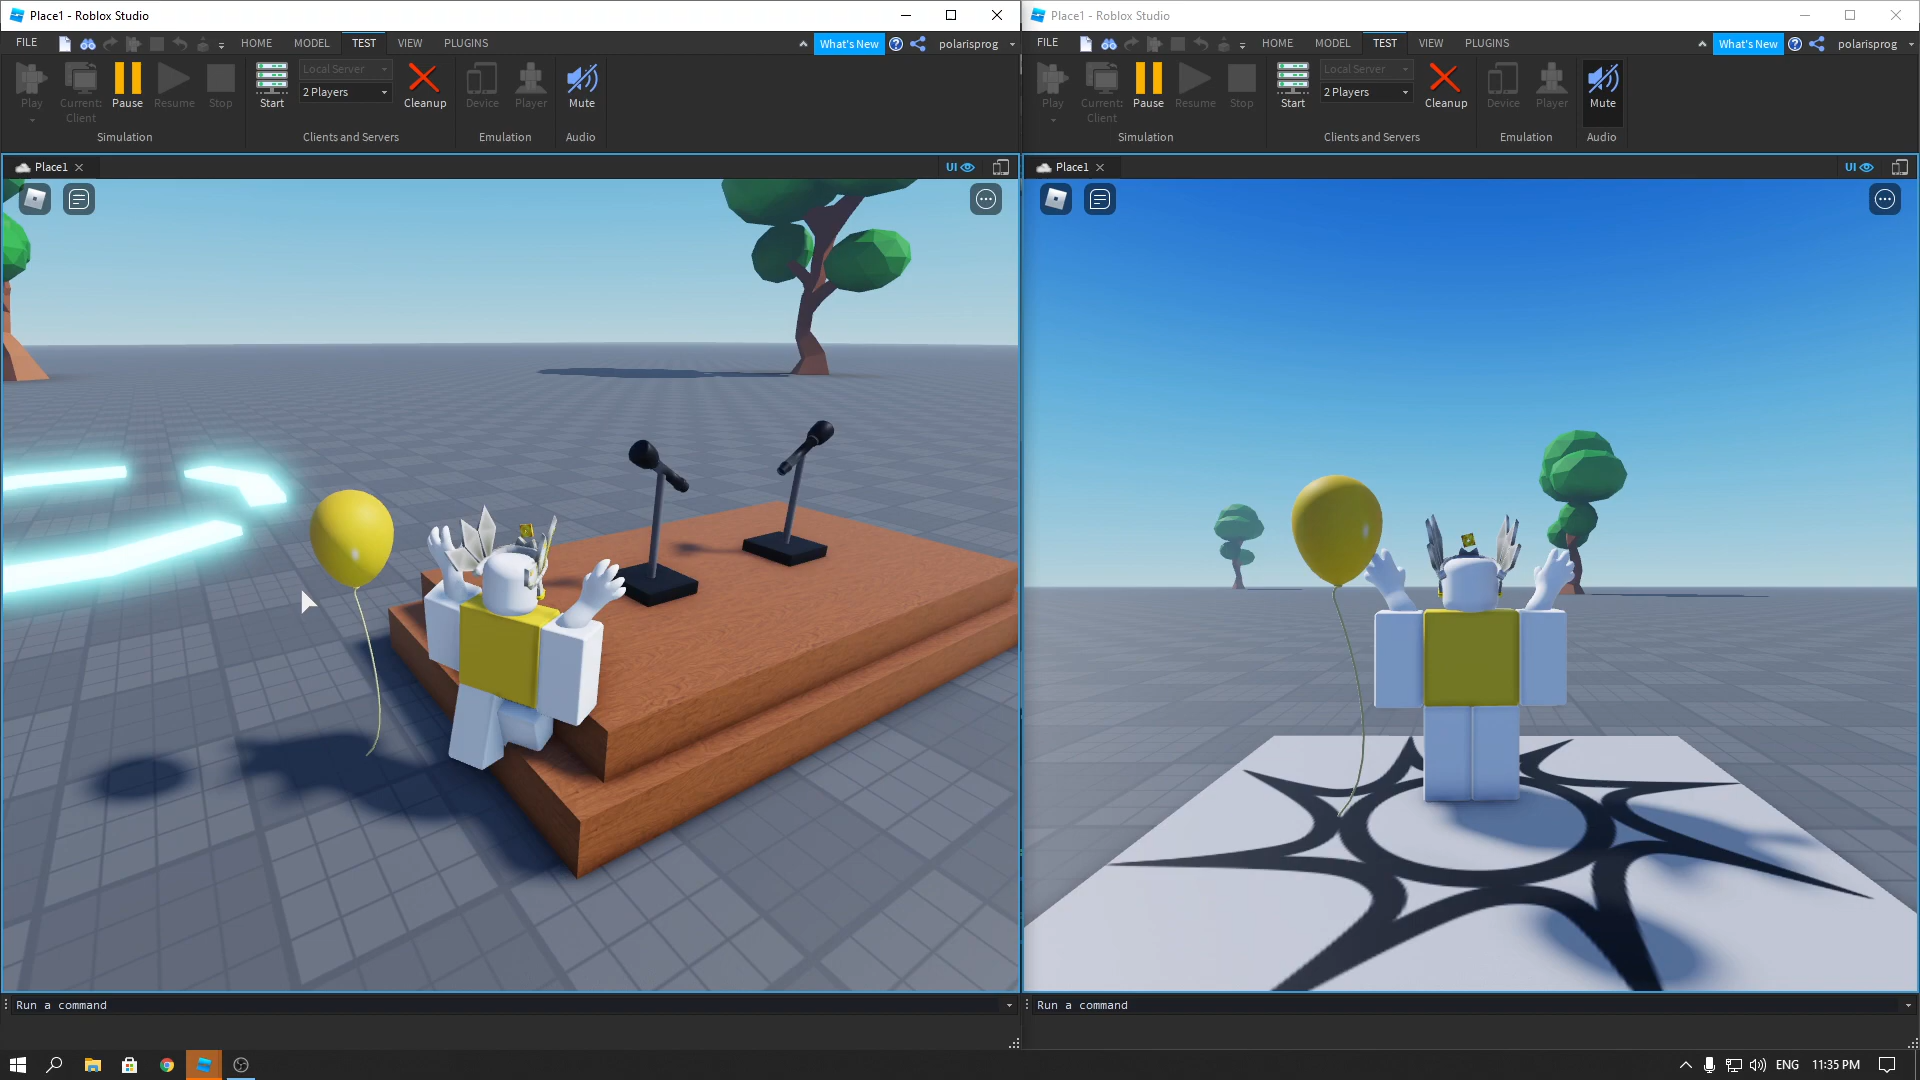 Place1 - Roblox Studio
FILE HOME MODEL TEST VIEW PLUGINS What's New polarisprog
Local Server
2 Players
Play Current: Client Pause Resume Stop Start Cleanup Device Player Mute
Simulation Clients and Servers Emulation Audio
Place1 UI
Run a command
Place1 - Roblox Studio
FILE HOME MODEL TEST VIEW PLUGINS What's New polarisprog
Local Server
2 Players
Play Current: Client Pause Resume Stop Start Cleanup Device Player Mute
Simulation Clients and Servers Emulation Audio
Place1 UI
Run a command
ENG 11:35 PM